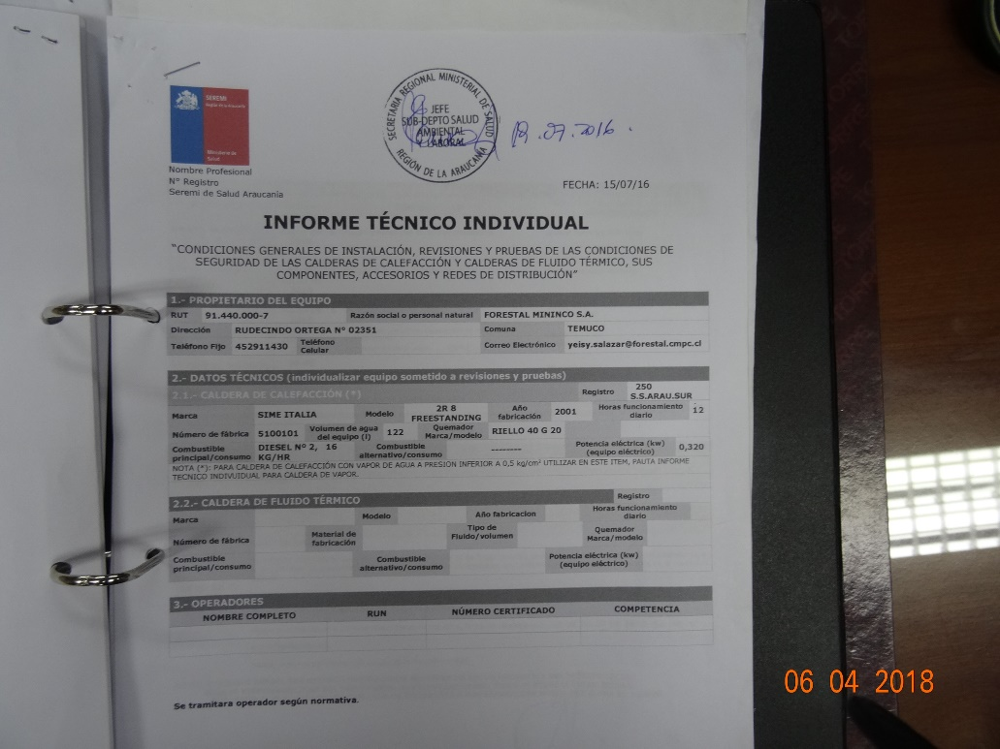 SEREMI
Región de la Araucanía
Ministerio de
Salud
SECRETARIA REGIONAL MINISTERIAL DE SALUD
JEFE
SUB-DEPTO SALUD
AMBIENTAL
Y LABORAL
REGIÓN DE LA ARAUCANÍA
19.07.2016.
Nombre Profesional
N° Registro
Seremi de Salud Araucanía
FECHA: 15/07/16
INFORME TÉCNICO INDIVIDUAL
“CONDICIONES GENERALES DE INSTALACIÓN, REVISIONES Y PRUEBAS DE LAS CONDICIONES DE
SEGURIDAD DE LAS CALDERAS DE CALEFACCIÓN Y CALDERAS DE FLUIDO TÉRMICO, SUS
COMPONENTES, ACCESORIOS Y REDES DE DISTRIBUCIÓN”
1.- PROPIETARIO DEL EQUIPO
RUT 91.440.000-7 Razón social o personal natural FORESTAL MININCO S.A.
Dirección RUDECINDO ORTEGA N° 02351 Comuna TEMUCO
Teléfono Fijo 452911430 Teléfono Celular Correo Electrónico yeisy.salazar@forestal.cmpc.cl
2.- DATOS TÉCNICOS (individualizar equipo sometido a revisiones y pruebas)
2.1.- CALDERA DE CALEFACCIÓN (*) Registro 250 S.S.ARAU.SUR
Marca SIME ITALIA Modelo 2R 8 FREESTANDING Año fabricación 2001 Horas funcionamiento diario 12
Número de fábrica 5100101 Volumen de agua del equipo (l) 122 Quemador Marca/modelo RIELLO 40 G 20
Combustible principal/consumo DIESEL Nº 2, 16 KG/HR Combustible alternativo/consumo -------- Potencia eléctrica (kw) (equipo eléctrico) 0,320
NOTA (*): PARA CALDERA DE CALEFACCIÓN CON VAPOR DE AGUA A PRESION INFERIOR A 0,5 kg/cm² UTILIZAR EN ESTE ITEM, PAUTA INFORME
TECNICO INDIVUIDUAL PARA CALDERA DE VAPOR.
2.2.- CALDERA DE FLUIDO TÉRMICO Registro
Marca Modelo Año fabricacion Horas funcionamiento diario
Número de fábrica Material de fabricación Tipo de Fluido/volumen Quemador Marca/modelo
Combustible principal/consumo Combustible alternativo/consumo Potencia eléctrica (kw) (equipo eléctrico)
3.- OPERADORES
NOMBRE COMPLETO RUN NÚMERO CERTIFICADO COMPETENCIA
Se tramitara operador según normativa.
06 04 2018